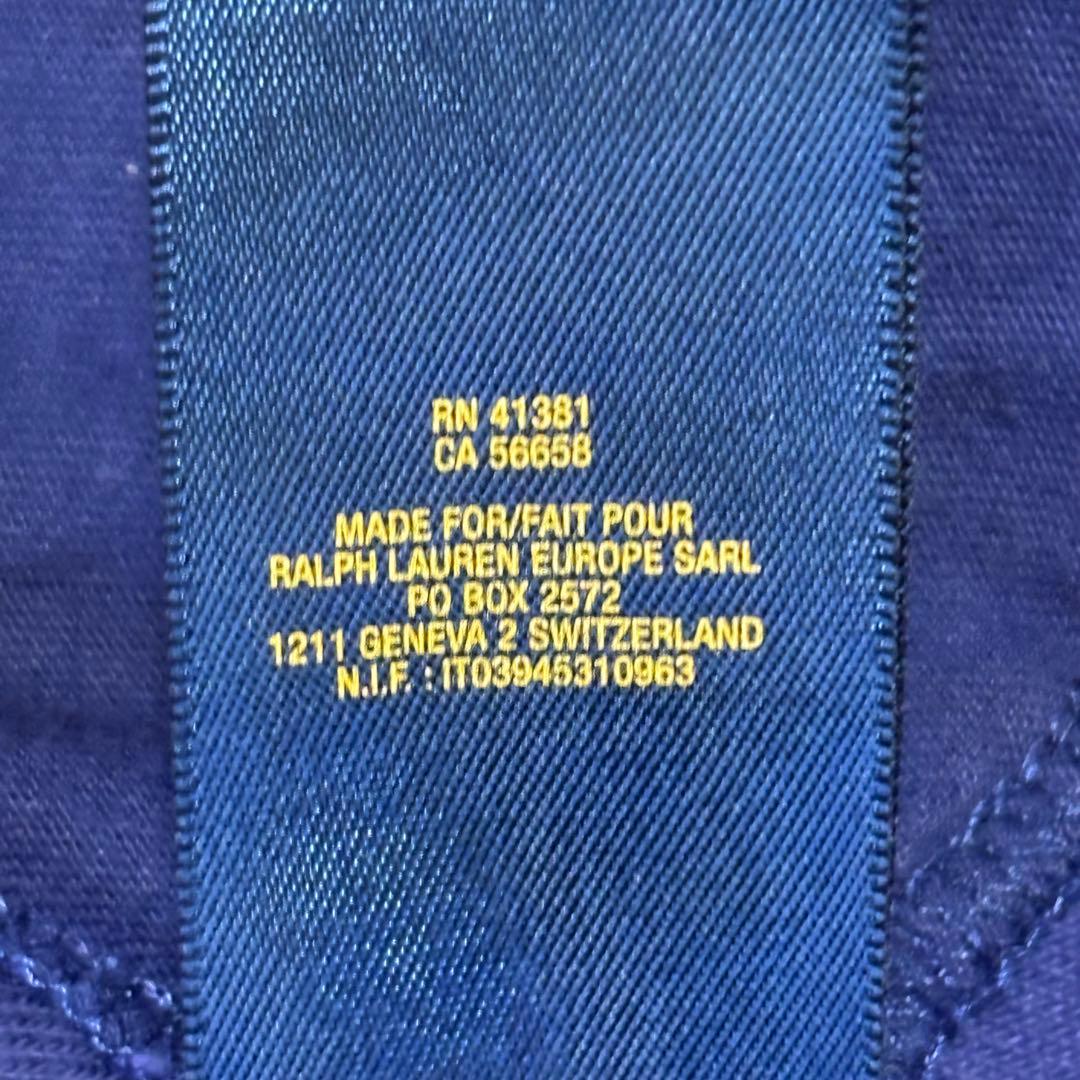 RN 41381
CA 56658
MADE FOR/FAIT POUR
RALPH LAUREN EUROPE SARL
PO BOX 2572
1211 GENEVA 2 SWITZERLAND
N.I.F. : IT03945310963